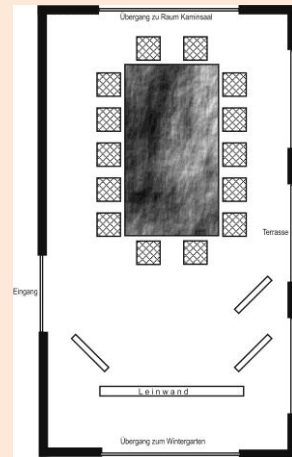 Übergang zu Raum Kaminsaal
Terrasse
Eingang
Leinwand
Übergang zum Wintergarten